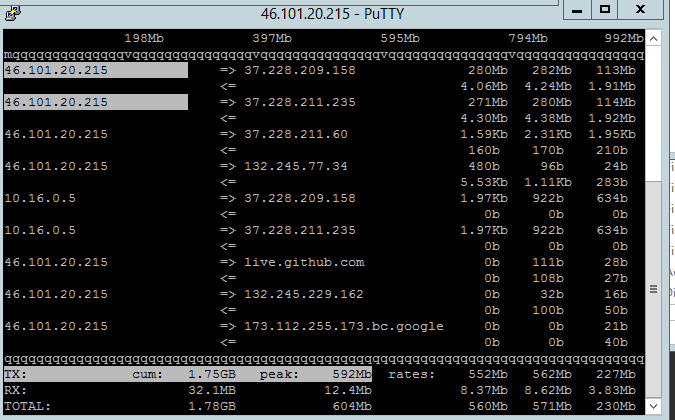 46.101.20.215 - PuTTY
198Mb 397Mb 595Mb 794Mb 992Mb
mqqqqqqqqqqqqqvqqqqqqqqqqqqqqvqqqqqqqqqqqqqqvqqqqqqqqqqqqqqvqqqqqqqqqqqqqq
46.101.20.215 => 37.228.209.158 280Mb 282Mb 113Mb
<= 4.06Mb 4.24Mb 1.91Mb
46.101.20.215 => 37.228.211.235 271Mb 280Mb 114Mb
<= 4.30Mb 4.38Mb 1.92Mb
46.101.20.215 => 37.228.211.60 1.59Kb 2.31Kb 1.95Kb
<= 160b 170b 210b
46.101.20.215 => 132.245.77.34 480b 96b 24b
<= 5.53Kb 1.11Kb 283b
10.16.0.5 => 37.228.209.158 1.97Kb 922b 634b
<= 0b 0b 0b
10.16.0.5 => 37.228.211.235 1.97Kb 922b 634b
<= 0b 0b 0b
46.101.20.215 => live.github.com 0b 111b 28b
<= 0b 108b 27b
46.101.20.215 => 132.245.229.162 0b 32b 16b
<= 0b 100b 50b
46.101.20.215 => 173.112.255.173.bc.google 0b 0b 21b
<= 0b 0b 40b
qqqqqqqqqqqqqqqqqqqqqqqqqqqqqqqqqqqqqqqqqqqqqqqqqqqqqqqqqqqqqqqqqqqqqqqqqqqqqqqq
TX: cum: 1.75GB peak: 592Mb rates: 552Mb 562Mb 227Mb
RX: 32.1MB 12.4Mb 8.37Mb 8.62Mb 3.83Mb
TOTAL: 1.78GB 604Mb 560Mb 571Mb 230Mb